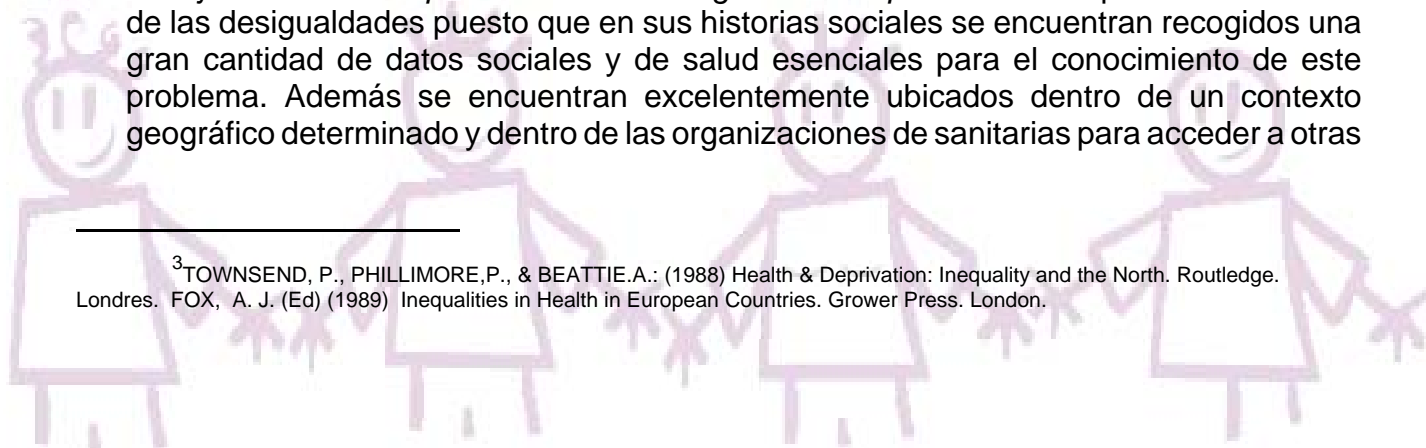 de las desigualdades puesto que en sus historias sociales se encuentran recogidos una
gran cantidad de datos sociales y de salud esenciales para el conocimiento de este
problema. Además se encuentran excelentemente ubicados dentro de un contexto
geográfico determinado y dentro de las organizaciones de sanitarias para acceder a otras
3TOWNSEND, P., PHILLIMORE,P., & BEATTIE.A.: (1988) Health & Deprivation: Inequality and the North. Routledge.
Londres. FOX, A. J. (Ed) (1989) Inequalities in Health in European Countries. Grower Press. London.